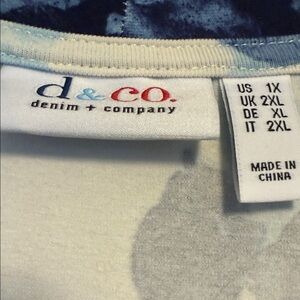 d & co.
denim + company
US 1X
UK 2XL
DE XL
IT 2XL
MADE IN
CHINA